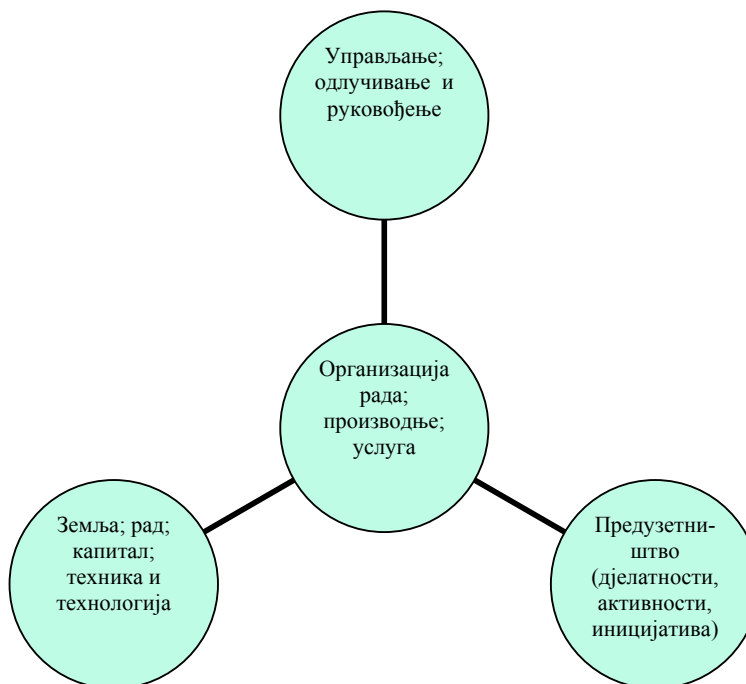 Управљање;
одлучивање и
руковођење
Организација
рада;
производње;
услуга
Земља; рад;
капитал;
техника и
технологија
Предузетни-
штво
(дјелатности,
активности,
иницијатива)